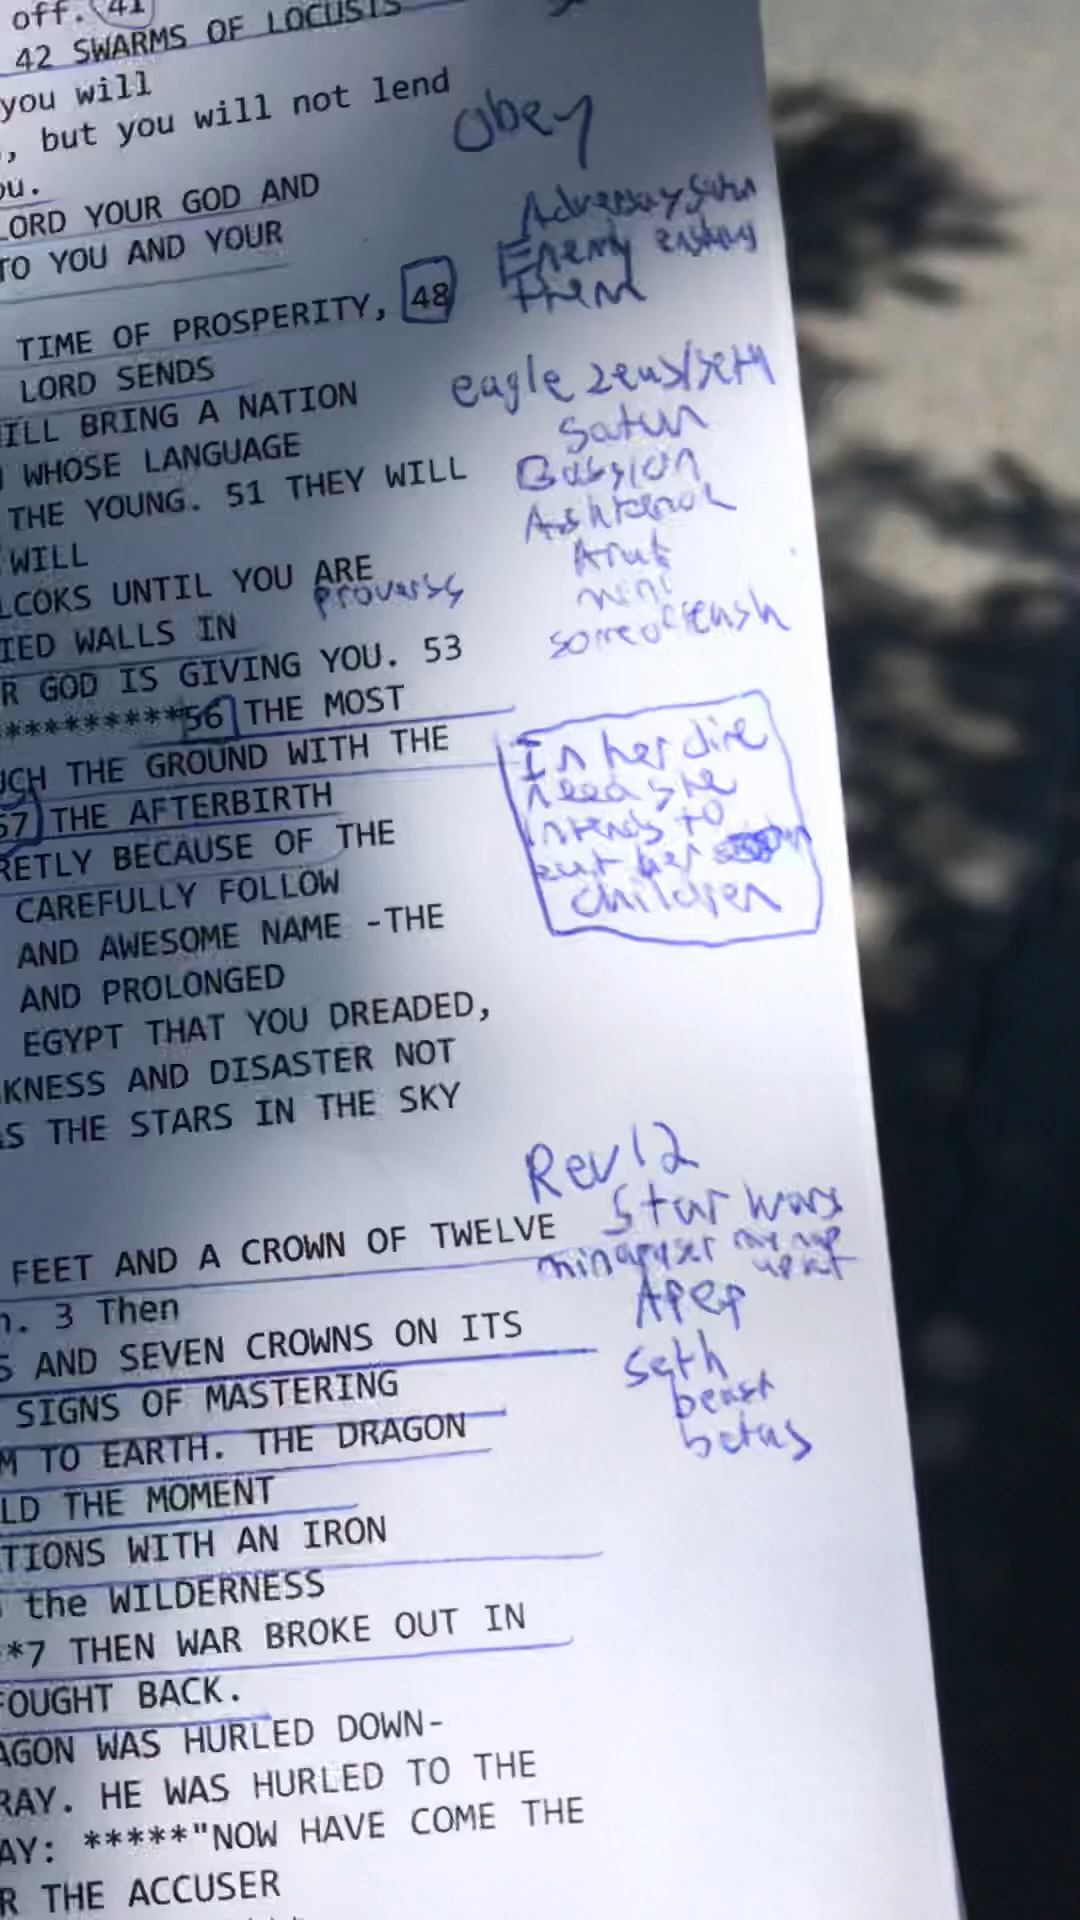 off. 41
42 SWARMS OF LOCUSTS
you will
, but you will not lend
Obey
ou.
LORD YOUR GOD AND
TO YOU AND YOUR
Adversary Satan
Enemy
them
TIME OF PROSPERITY, 48
LORD SENDS
ILL BRING A NATION
WHOSE LANGUAGE
THE YOUNG. 51 THEY WILL
WILL
eagle zeus/seth
Saturn
Babylon
LCOKS UNTIL YOU ARE
IED WALLS IN
R GOD IS GIVING YOU. 53
**********56 THE MOST
UCH THE GROUND WITH THE
57 THE AFTERBIRTH
RETLY BECAUSE OF THE
CAREFULLY FOLLOW
AND AWESOME NAME -THE
AND PROLONGED
EGYPT THAT YOU DREADED,
KNESS AND DISASTER NOT
AS THE STARS IN THE SKY
In her dire
need she
intends to
eat her
children
Rev 12
Star Wars
FEET AND A CROWN OF TWELVE
n. 3 Then
S AND SEVEN CROWNS ON ITS
SIGNS OF MASTERING
M TO EARTH. THE DRAGON
LD THE MOMENT
TIONS WITH AN IRON
the WILDERNESS
Apep
Seth
beast
*7 THEN WAR BROKE OUT IN
FOUGHT BACK.
AGON WAS HURLED DOWN-
RAY. HE WAS HURLED TO THE
AY: *****"NOW HAVE COME THE
R THE ACCUSER